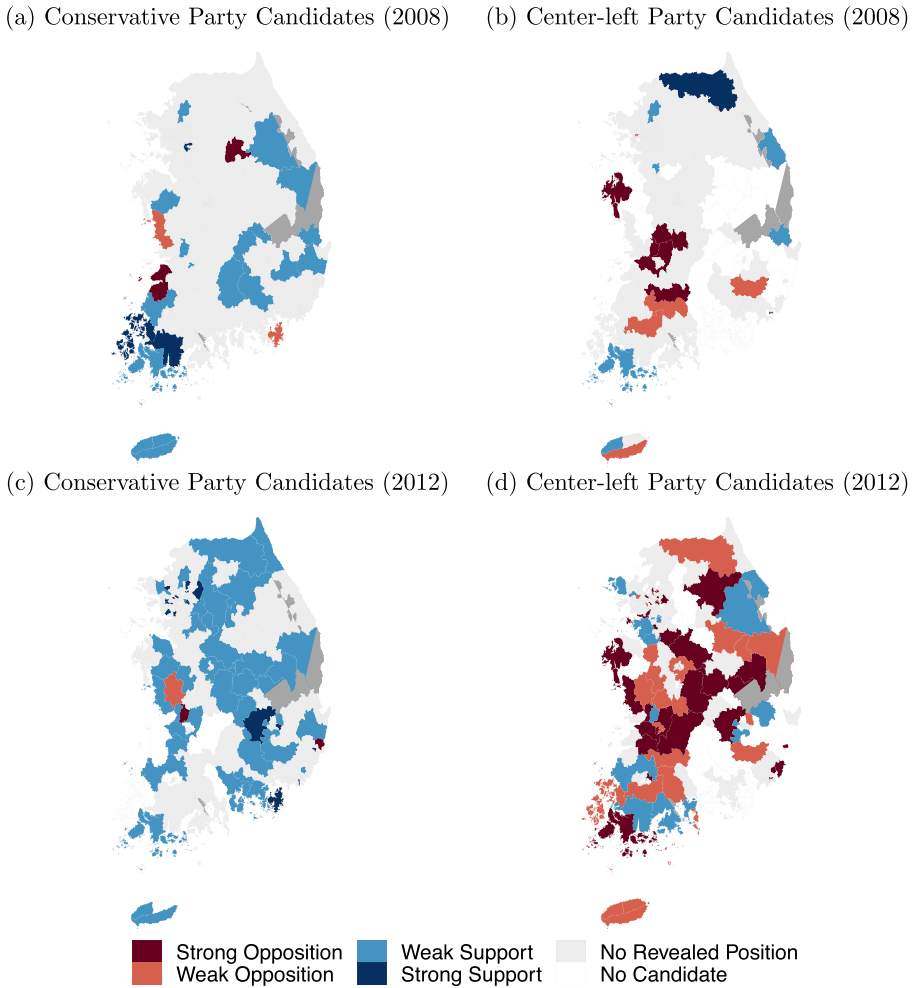 (a) Conservative Party Candidates (2008)
(b) Center-left Party Candidates (2008)
(c) Conservative Party Candidates (2012)
(d) Center-left Party Candidates (2012)
Strong Opposition
Weak Opposition
Weak Support
Strong Support
No Revealed Position
No Candidate